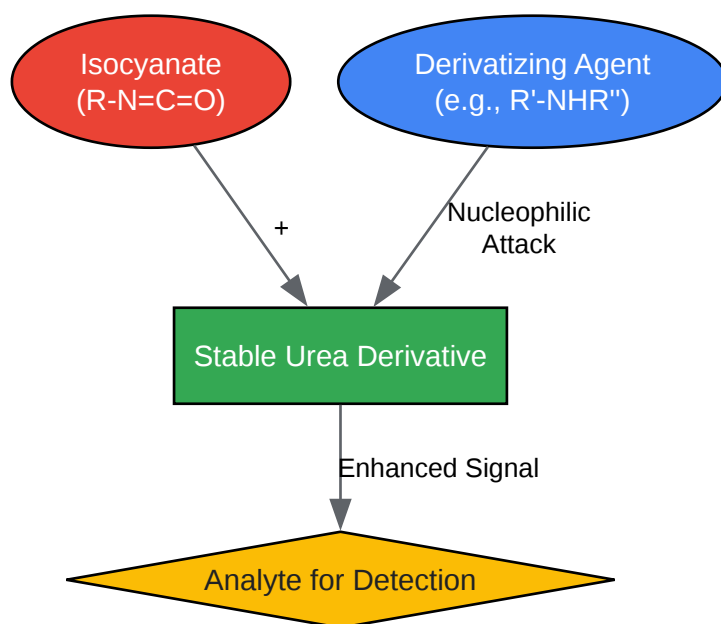 Isocyanate
(R-N=C=O)
Derivatizing Agent
(e.g., R'-NHR")
+
Nucleophilic
Attack
Stable Urea Derivative
Enhanced Signal
Analyte for Detection